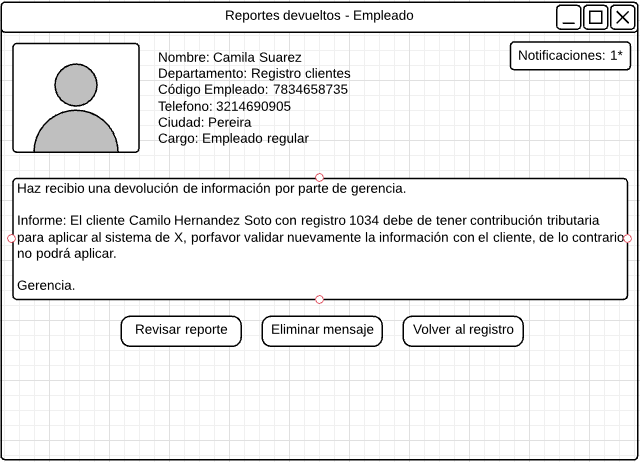 Reportes devueltos - Empleado
Notificaciones: 1*
Nombre: Camila Suarez
Departamento: Registro clientes
Código Empleado: 7834658735
Telefono: 3214690905
Ciudad: Pereira
Cargo: Empleado regular
Haz recibio una devolución de información por parte de gerencia.
Informe: El cliente Camilo Hernandez Soto con registro 1034 debe de tener contribución tributaria
para aplicar al sistema de X, porfavor validar nuevamente la información con el cliente, de lo contrario
no podrá aplicar.
Gerencia.
Revisar reporte
Eliminar mensaje
Volver al registro